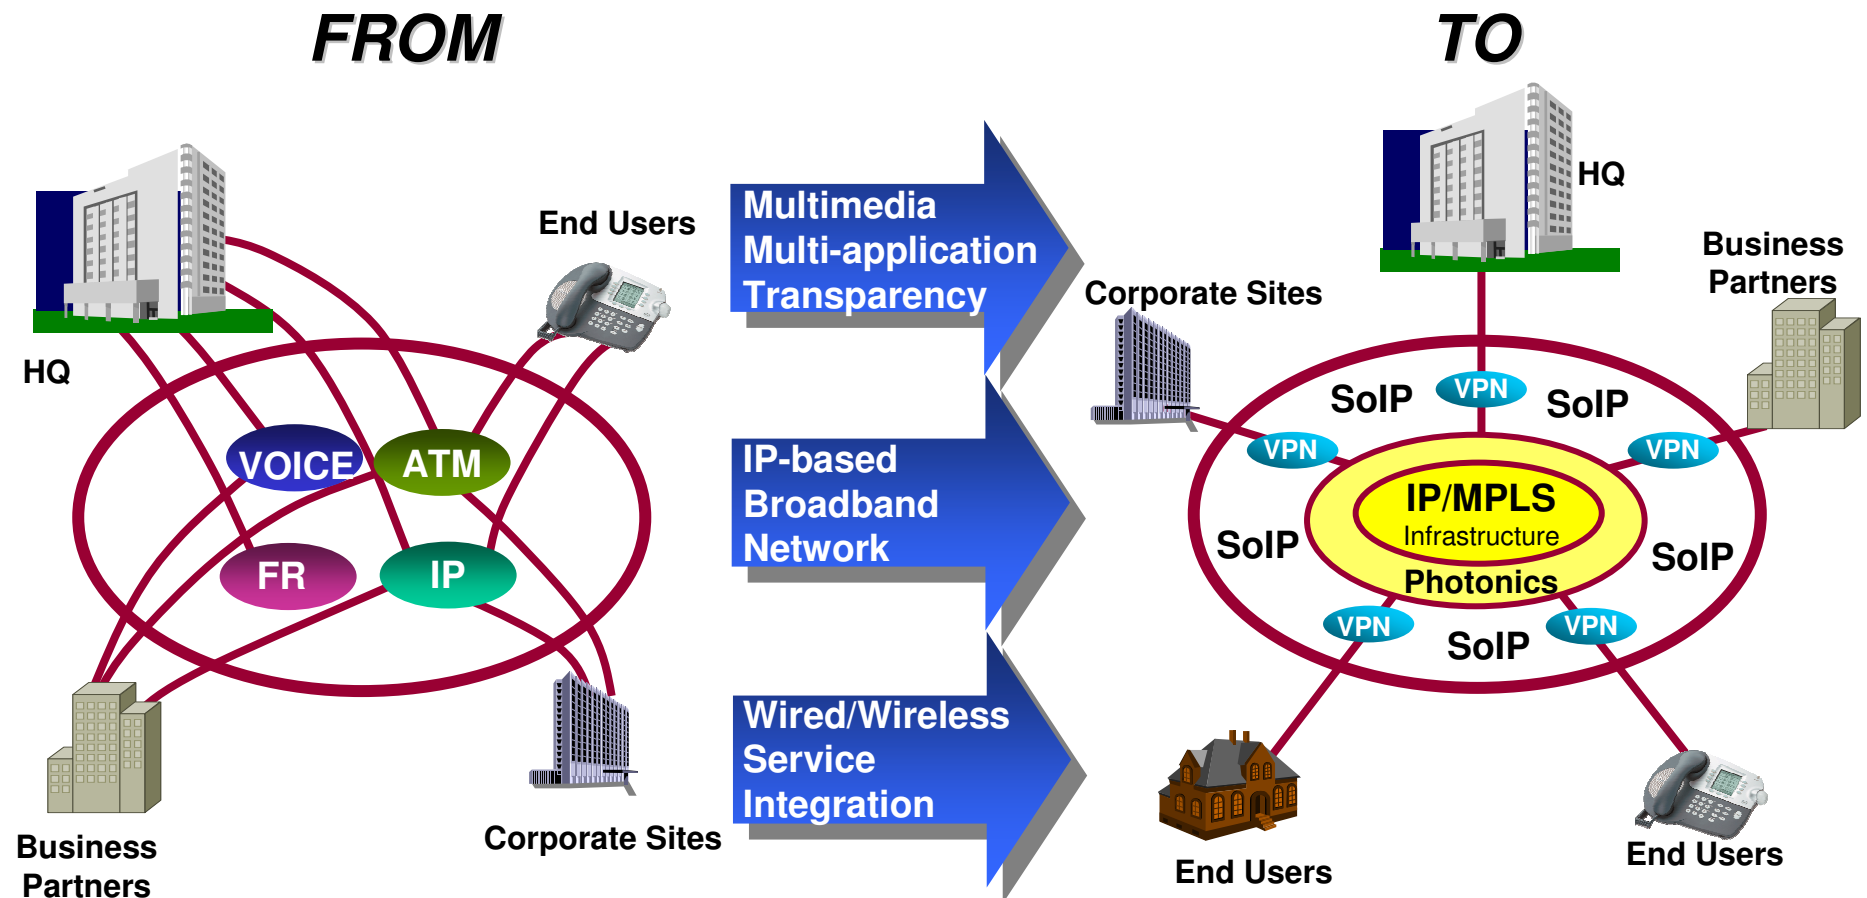 FROM
TO
HQ
End Users
VOICE
ATM
FR
IP
Business
Partners
Corporate Sites
Multimedia
Multi-application
Transparency
IP-based
Broadband
Network
Wired/Wireless
Service
Integration
HQ
Business
Partners
Corporate Sites
SoIP
VPN
SoIP
VPN
VPN
IP/MPLS
Infrastructure
SoIP
SoIP
Photonics
VPN
SoIP
VPN
End Users
End Users